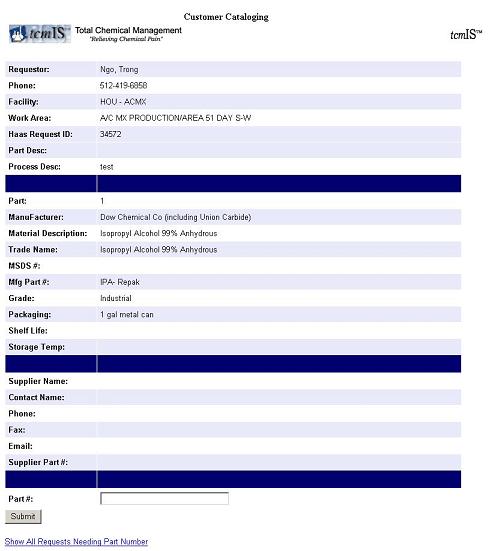 Customer Cataloging
tcmIS Total Chemical Management
"Relieving Chemical Pain"
tcmIS™
Requestor: Ngo, Trong
Phone: 512-419-6858
Facility: HOU - ACMX
Work Area: A/C MX PRODUCTION/AREA 51 DAY S-W
Haas Request ID: 34572
Part Desc:
Process Desc: test
Part: 1
ManuFacturer: Dow Chemical Co (including Union Carbide)
Material Description: Isopropyl Alcohol 99% Anhydrous
Trade Name: Isopropyl Alcohol 99% Anhydrous
MSDS #:
Mfg Part #: IPA- Repak
Grade: Industrial
Packaging: 1 gal metal can
Shelf Life:
Storage Temp:
Supplier Name:
Contact Name:
Phone:
Fax:
Email:
Supplier Part #:
Part #:
Submit
Show All Requests Needing Part Number